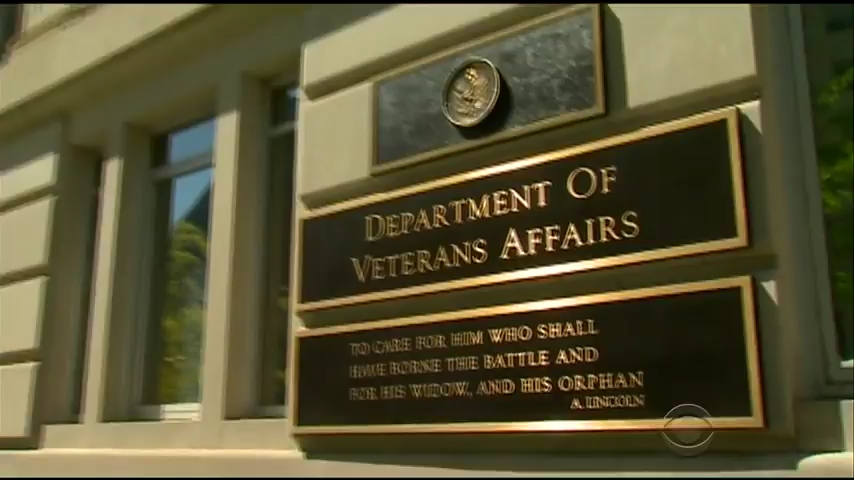 DEPARTMENT OF
VETERANS AFFAIRS
TO CARE FOR HIM WHO SHALL
HAVE BORNE THE BATTLE AND
FOR HIS WIDOW, AND HIS ORPHAN
A. LINCOLN